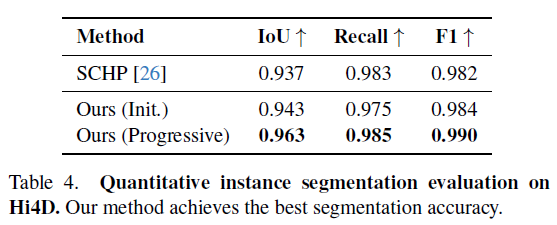 Method IoU ↑ Recall ↑ F1 ↑
SCHP [26] 0.937 0.983 0.982
Ours (Init.) 0.943 0.975 0.984
Ours (Progressive) 0.963 0.985 0.990
Table 4. Quantitative instance segmentation evaluation on
Hi4D. Our method achieves the best segmentation accuracy.